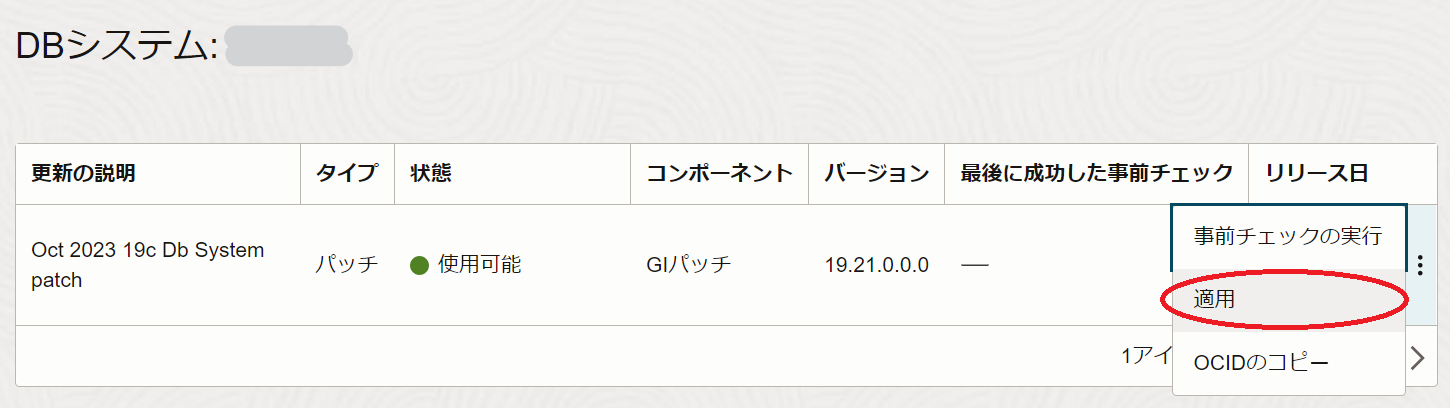 DBシステム:
更新の説明 タイプ 状態 コンポーネント バージョン 最後に成功した事前チェック リリース日
Oct 2023 19c Db System
patch
パッチ
使用可能
GIパッチ
19.21.0.0.0
—
事前チェックの実行
適用
OCIDのコピー
1アイ